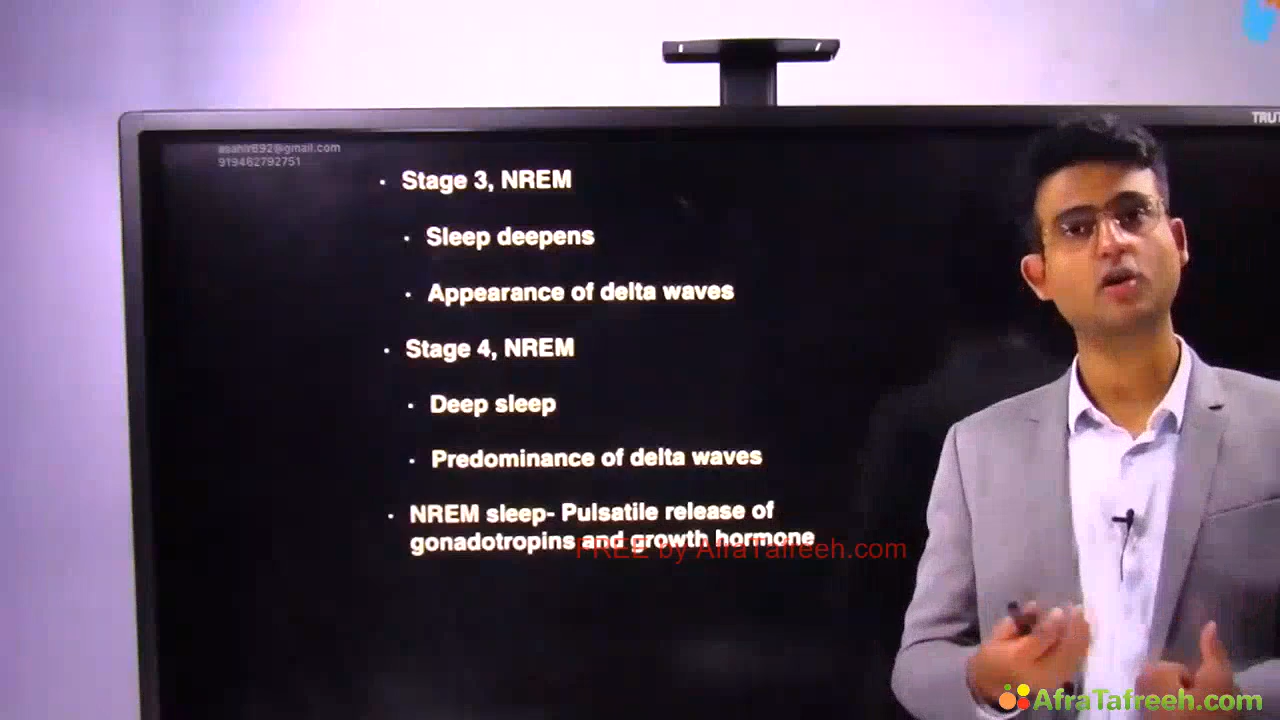 TRUT
asahir692@gmail.com
919482792751
• Stage 3, NREM
• Sleep deepens
• Appearance of delta waves
• Stage 4, NREM
• Deep sleep
• Predominance of delta waves
• NREM sleep- Pulsatile release of
gonadotropins and growth hormone
FREE by AfraTafreeh.com
AfraTafreeh.com